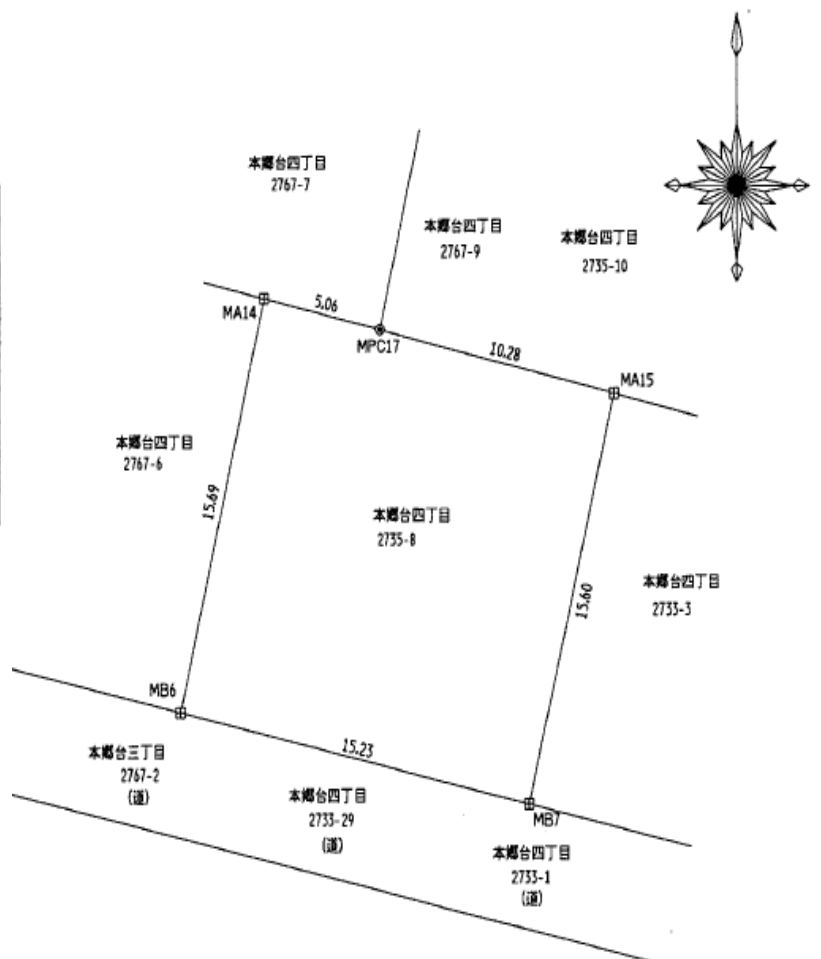 本郷台四丁目
2767-7
本郷台四丁目
2767-9
本郷台四丁目
2735-10
MA14
5.06
MPC17
10.28
MA15
本郷台四丁目
2767-6
15.69
本郷台四丁目
2735-8
15.60
本郷台四丁目
2733-3
MB6
15.23
本郷台三丁目
2767-2
(道)
本郷台四丁目
2733-29
(道)
MB7
本郷台四丁目
2733-1
(道)